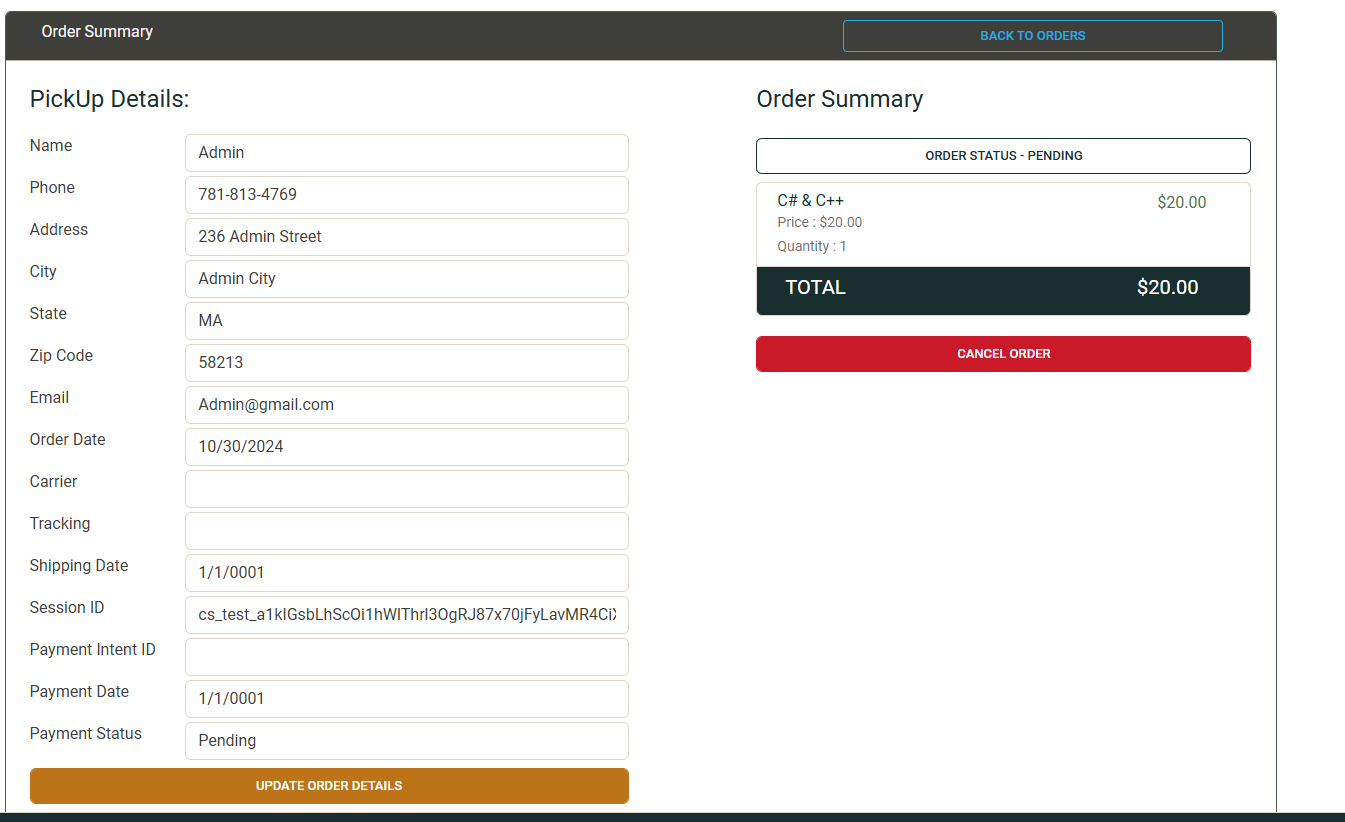 Order Summary
BACK TO ORDERS
PickUp Details:
Name
Admin
Phone
781-813-4769
Address
236 Admin Street
City
Admin City
State
MA
Zip Code
58213
Email
Admin@gmail.com
Order Date
10/30/2024
Carrier
Tracking
Shipping Date
1/1/0001
Session ID
Payment Intent ID
Payment Date
1/1/0001
Payment Status
Pending
UPDATE ORDER DETAILS
Order Summary
ORDER STATUS - PENDING
C# & C++
$20.00
Price : $20.00
Quantity : 1
TOTAL
$20.00
CANCEL ORDER